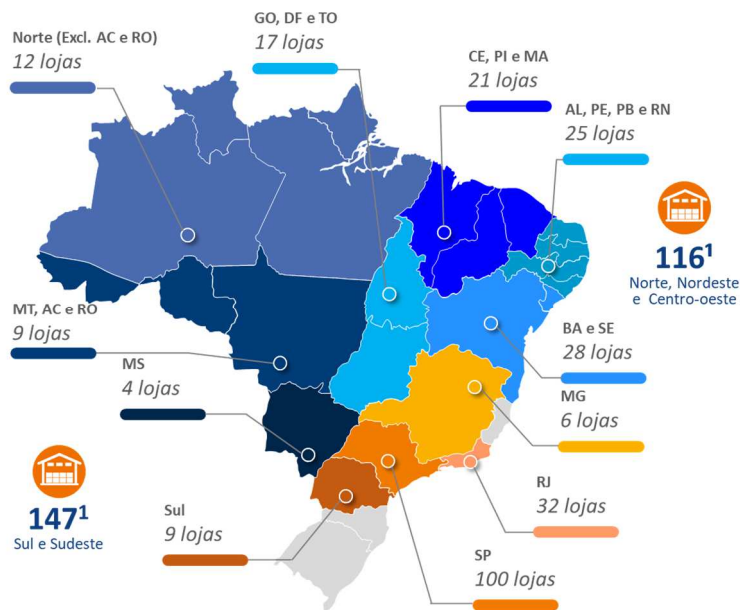 GO, DF e TO
17 lojas
Norte (Excl. AC e RO)
12 lojas
CE, PI e MA
21 lojas
AL, PE, PB e RN
25 lojas
116¹
Norte, Nordeste
e Centro-oeste
MT, AC e RO
9 lojas
BA e SE
28 lojas
MS
4 lojas
MG
6 lojas
147¹
Sul e Sudeste
Sul
9 lojas
RJ
32 lojas
SP
100 lojas